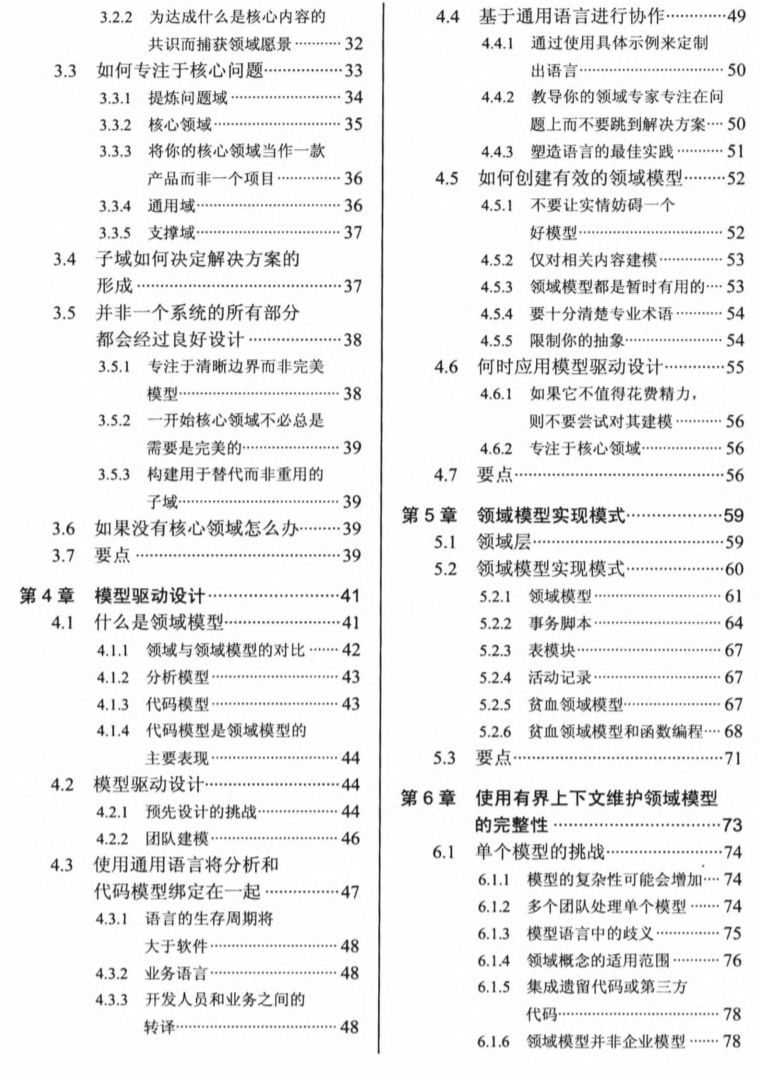 3.2.2 为达成什么是核心内容的
共识而捕获领域愿景………… 32
3.3 如何专注于核心问题……………33
3.3.1 提炼问题域………………… 34
3.3.2 核心领域…………………… 35
3.3.3 将你的核心领域当作一款
产品而非一个项目………… 36
3.3.4 通用域……………………… 36
3.3.5 支撑域……………………… 37
3.4 子域如何决定解决方案的
形成…………………………………37
3.5 并非一个系统的所有部分
都会经过良好设计………………38
3.5.1 专注于清晰边界而非完美
模型………………………… 38
3.5.2 一开始核心领域不必总是
需要是完美的……………… 39
3.5.3 构建用于替代而非重用的
子域………………………… 39
3.6 如果没有核心领域怎么办………39
3.7 要点…………………………………39
第 4 章 模型驱动设计…………………41
4.1 什么是领域模型…………………41
4.1.1 领域与领域模型的对比…… 42
4.1.2 分析模型…………………… 43
4.1.3 代码模型…………………… 43
4.1.4 代码模型是领域模型的
主要表现…………………… 44
4.2 模型驱动设计……………………44
4.2.1 预先设计的挑战…………… 44
4.2.2 团队建模…………………… 46
4.3 使用通用语言将分析和
代码模型绑定在一起……………47
4.3.1 语言的生存周期将
大于软件…………………… 48
4.3.2 业务语言…………………… 48
4.3.3 开发人员和业务之间的
转译………………………… 48
4.4 基于通用语言进行协作…………49
4.4.1 通过使用具体示例来定制
出语言……………………… 50
4.4.2 教导你的领域专家专注在问
题上而不要跳到解决方案… 50
4.4.3 塑造语言的最佳实践……… 51
4.5 如何创建有效的领域模型………52
4.5.1 不要让实情妨碍一个
好模型……………………… 52
4.5.2 仅对相关内容建模………… 53
4.5.3 领域模型都是暂时有用的… 53
4.5.4 要十分清楚专业术语……… 54
4.5.5 限制你的抽象……………… 54
4.6 何时应用模型驱动设计…………55
4.6.1 如果它不值得花费精力，
则不要尝试对其建模……… 56
4.6.2 专注于核心领域…………… 56
4.7 要点…………………………………56
第 5 章 领域模型实现模式………………59
5.1 领域层………………………………59
5.2 领域模型实现模式………………60
5.2.1 领域模型…………………… 61
5.2.2 事务脚本…………………… 64
5.2.3 表模块……………………… 67
5.2.4 活动记录…………………… 67
5.2.5 贫血领域模型……………… 67
5.2.6 贫血领域模型和函数编程… 68
5.3 要点…………………………………71
第 6 章 使用有界上下文维护领域模型
的完整性…………………………73
6.1 单个模型的挑战…………………74
6.1.1 模型的复杂性可能会增加… 74
6.1.2 多个团队处理单个模型…… 74
6.1.3 模型语言中的歧义………… 75
6.1.4 领域概念的适用范围……… 76
6.1.5 集成遗留代码或第三方
代码………………………… 78
6.1.6 领域模型并非企业模型…… 78